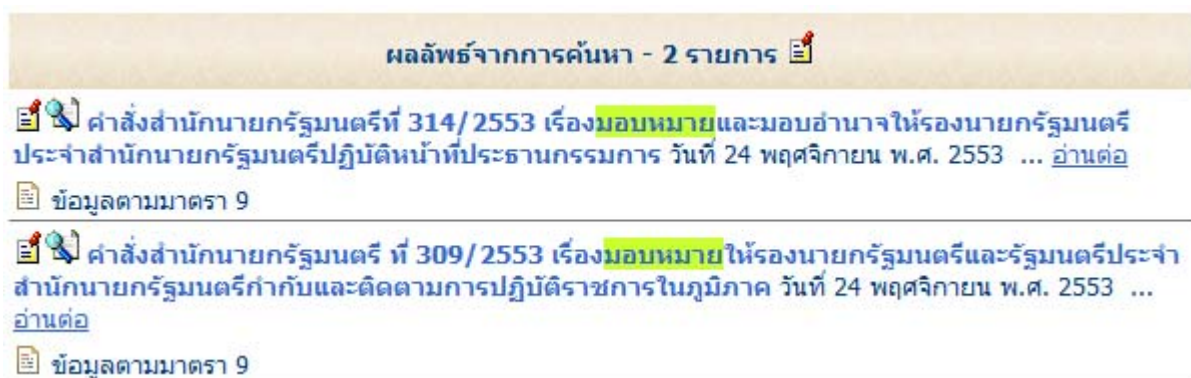 ผลลัพธ์จากการค้นหา - 2 รายการ
คำสั่งสำนักนายกรัฐมนตรีที่ 314/2553 เรื่องมอบหมายและมอบอำนาจให้รองนายกรัฐมนตรี
ประจำสำนักนายกรัฐมนตรีปฏิบัติหน้าที่ประธานกรรมการ วันที่ 24 พฤศจิกายน พ.ศ. 2553 ... อ่านต่อ
ข้อมูลตามมาตรา 9
คำสั่งสำนักนายกรัฐมนตรี ที่ 309/2553 เรื่องมอบหมายให้รองนายกรัฐมนตรีและรัฐมนตรีประจำ
สำนักนายกรัฐมนตรีกำกับและติดตามการปฏิบัติราชการในภูมิภาค วันที่ 24 พฤศจิกายน พ.ศ. 2553 ...
อ่านต่อ
ข้อมูลตามมาตรา 9